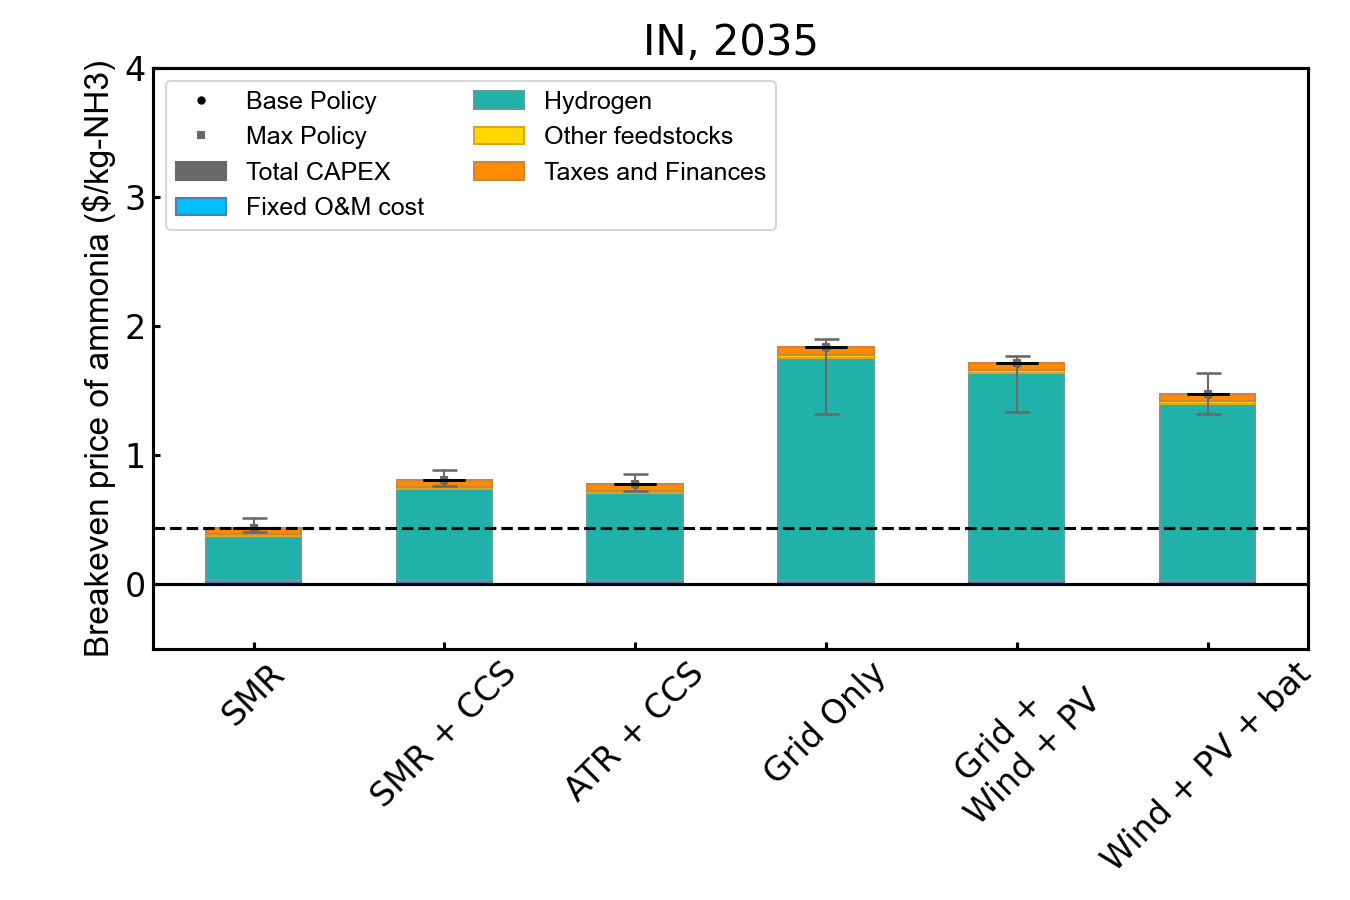 IN, 2035
Breakeven price of ammonia ($/kg-NH3)
4
3
2
1
0
Base Policy
Max Policy
Total CAPEX
Fixed O&M cost
Hydrogen
Other feedstocks
Taxes and Finances
SMR
SMR + CCS
ATR + CCS
Grid Only
Grid +
Wind + PV
Wind + PV + bat